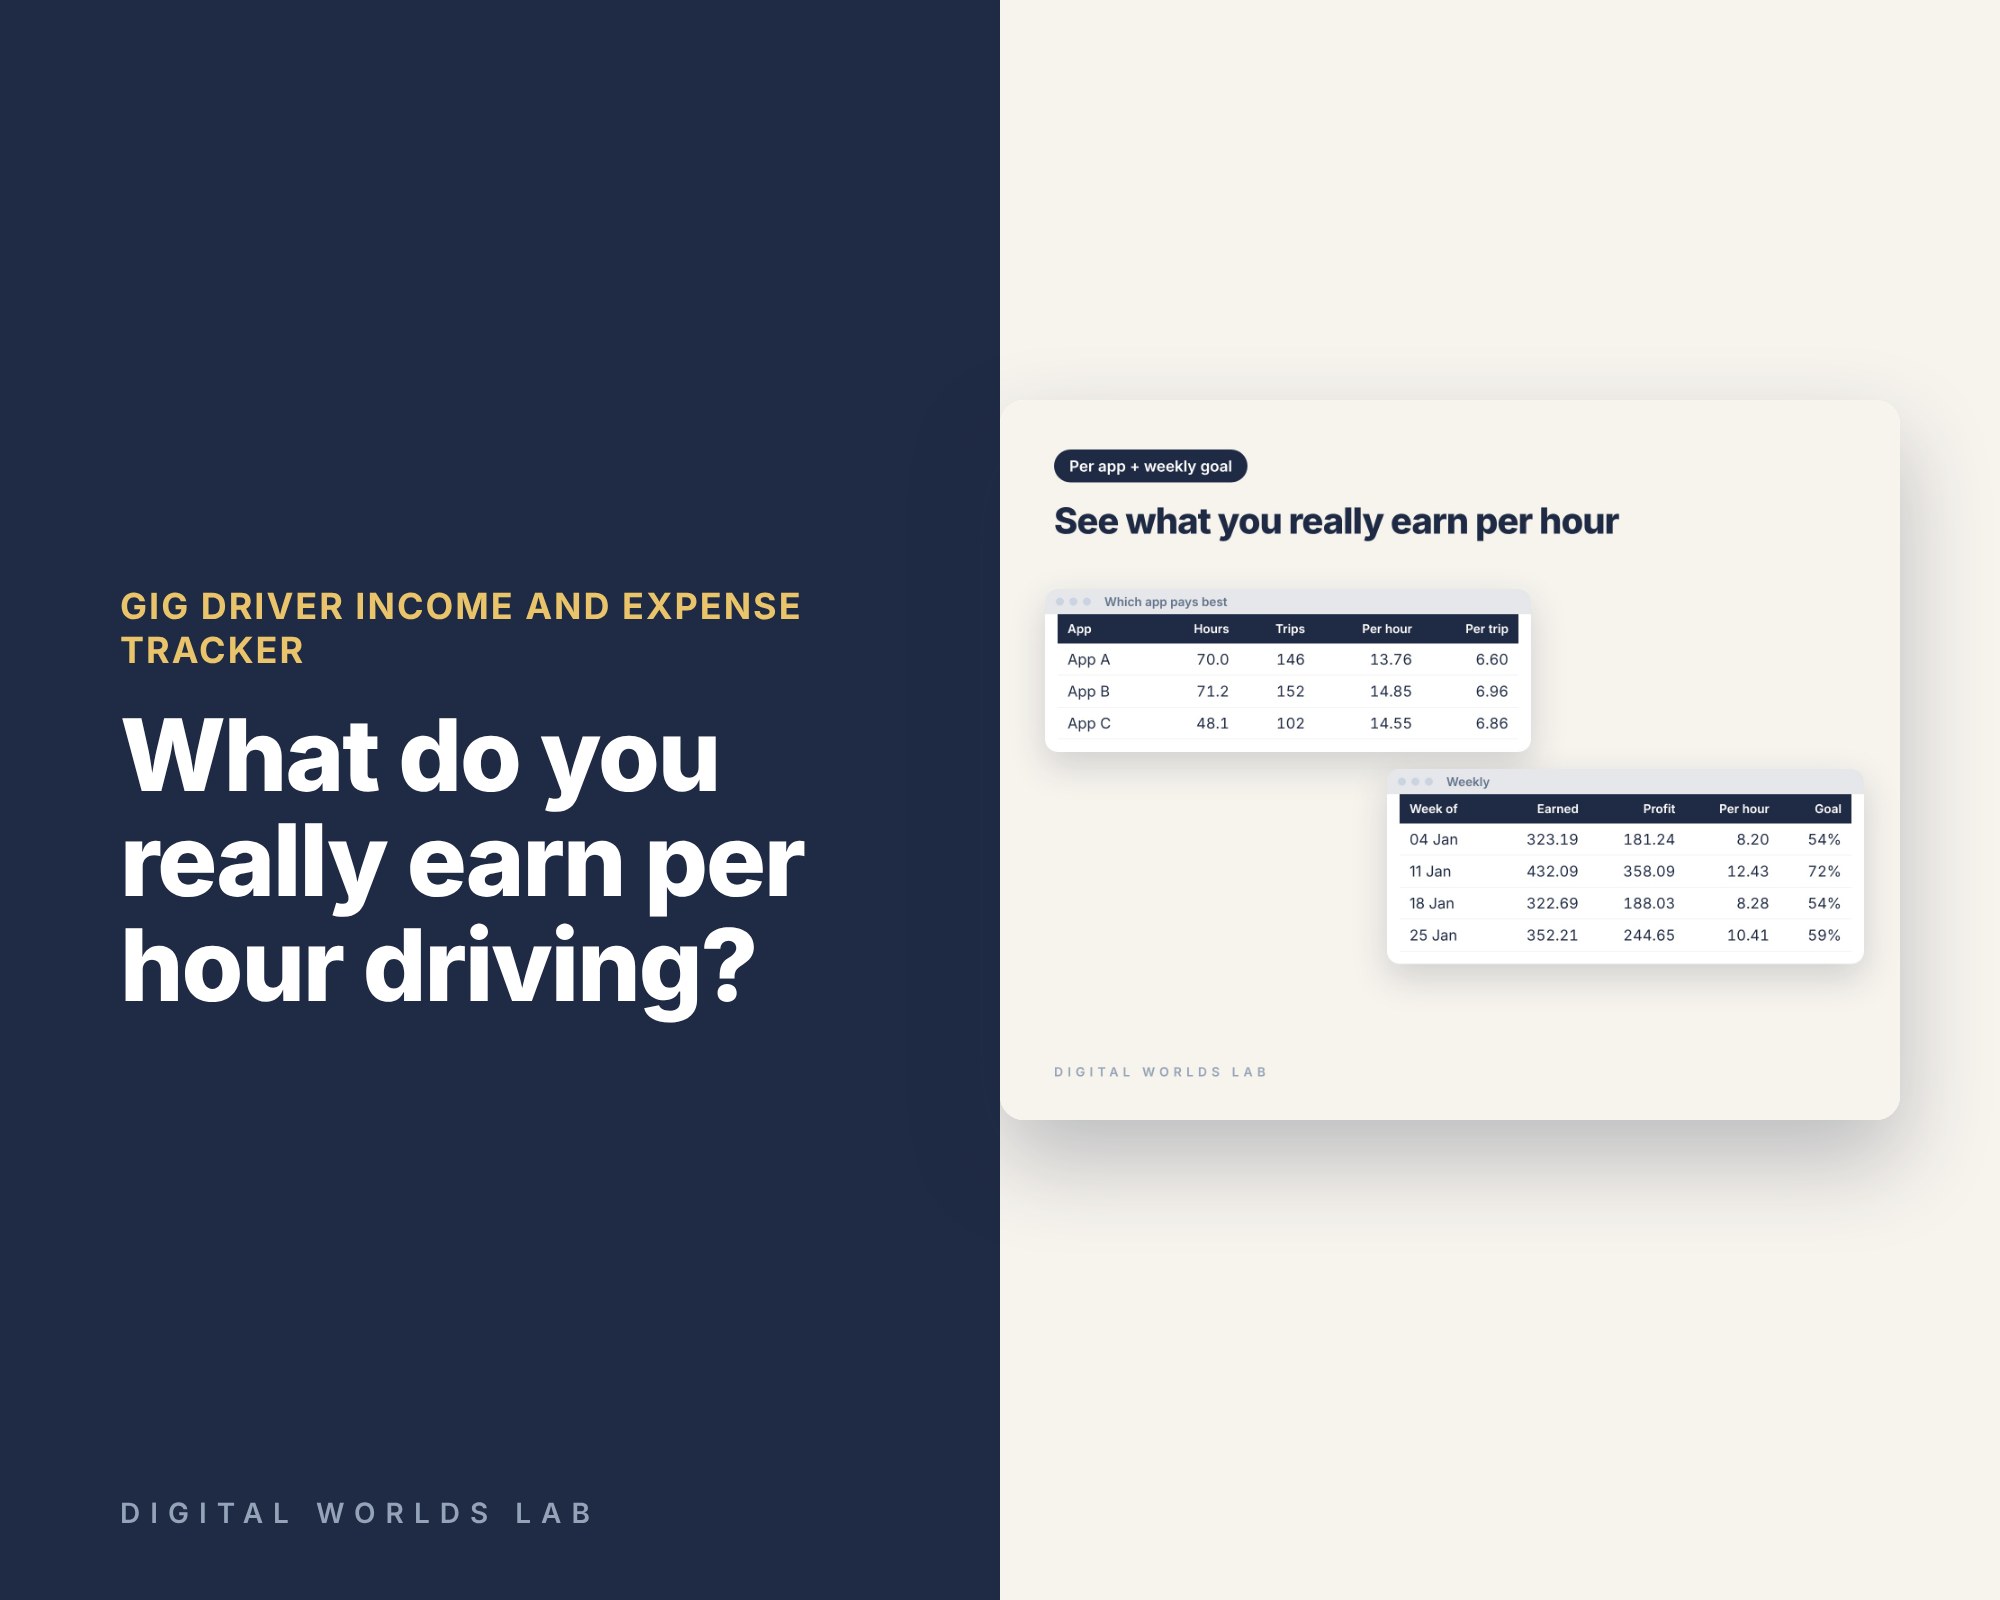 GIG DRIVER INCOME AND EXPENSE
TRACKER
What do you
really earn per
hour driving?
DIGITAL WORLDS LAB
Per app + weekly goal
See what you really earn per hour
Which app pays best
App Hours Trips Per hour Per trip
App A 70.0 146 13.76 6.60
App B 71.2 152 14.85 6.96
App C 48.1 102 14.55 6.86
Weekly
Week of Earned Profit Per hour Goal
04 Jan 323.19 181.24 8.20 54%
11 Jan 432.09 358.09 12.43 72%
18 Jan 322.69 188.03 8.28 54%
25 Jan 352.21 244.65 10.41 59%
DIGITAL WORLDS LAB